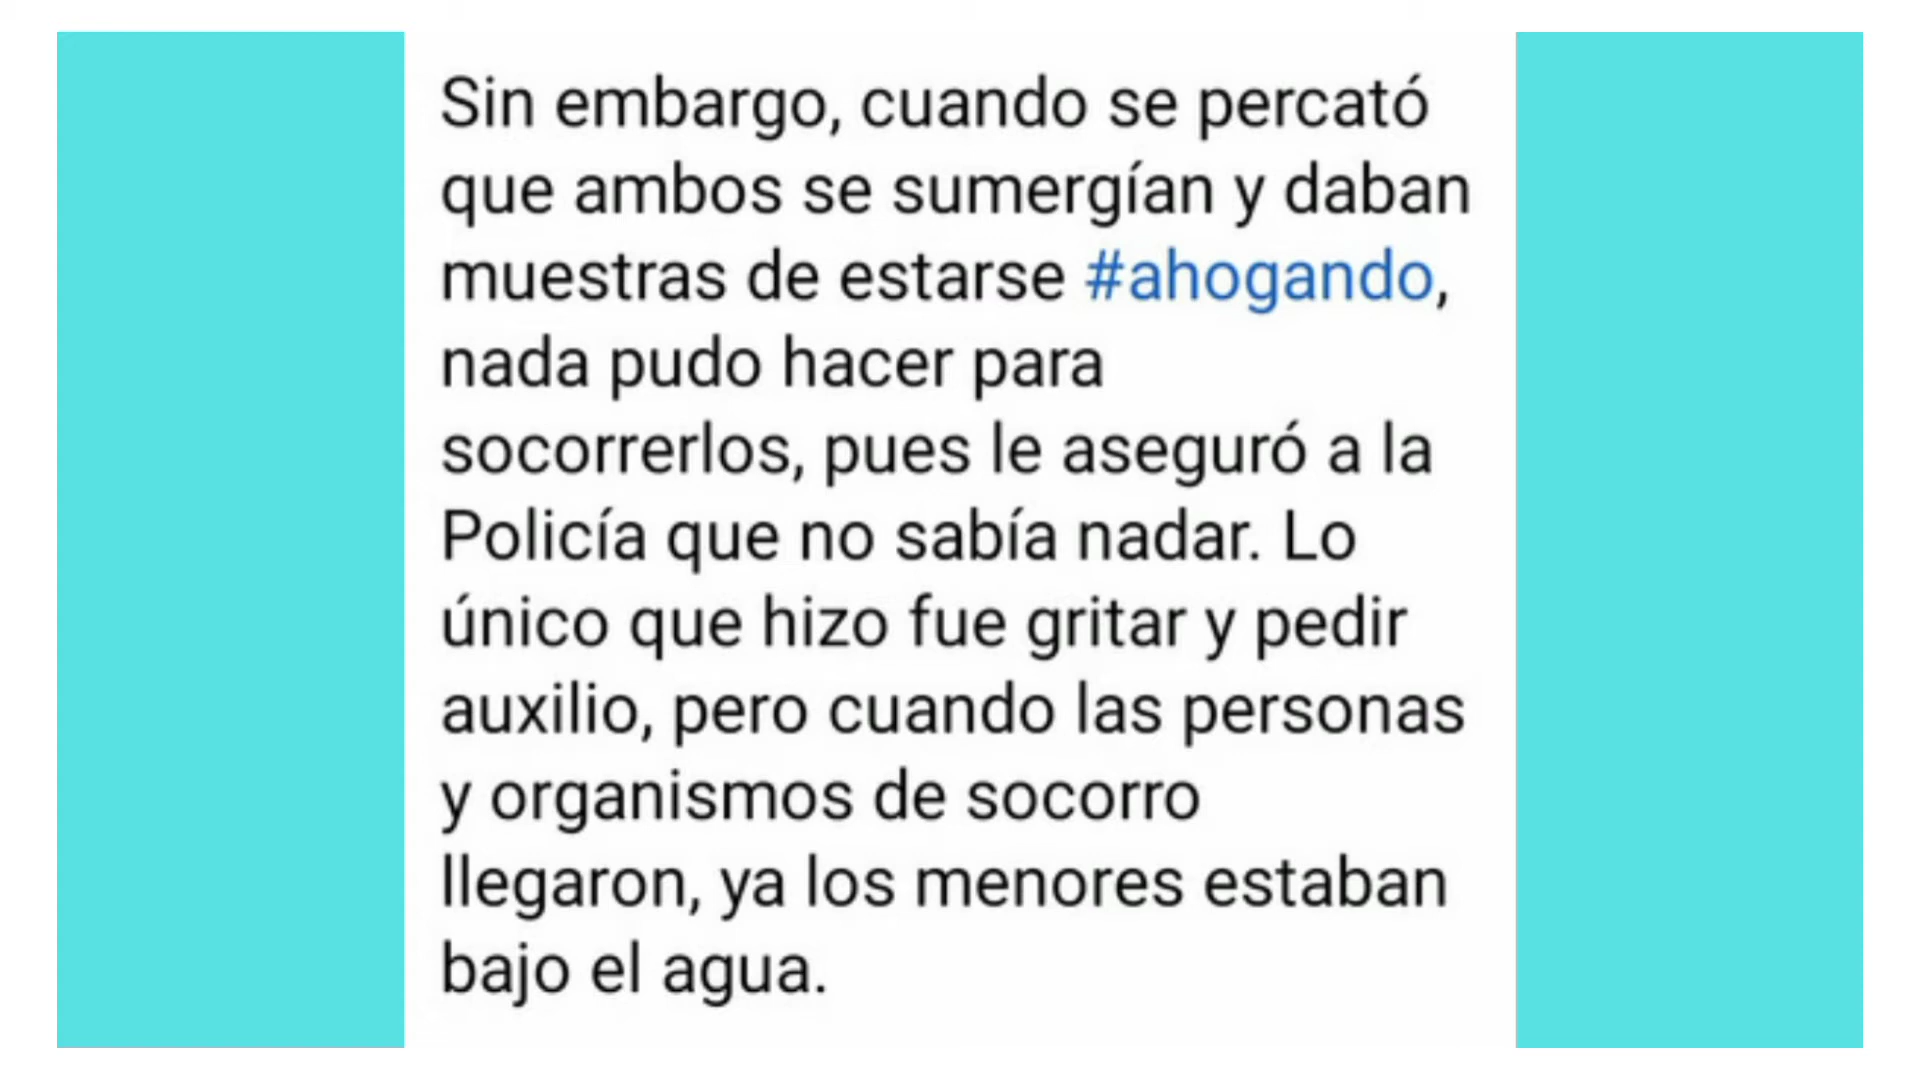 Sin embargo, cuando se percató
que ambos se sumergían y daban
muestras de estarse #ahogando,
nada pudo hacer para
socorrerlos, pues le aseguró a la
Policía que no sabía nadar. Lo
único que hizo fue gritar y pedir
auxilio, pero cuando las personas
y organismos de socorro
llegaron, ya los menores estaban
bajo el agua.